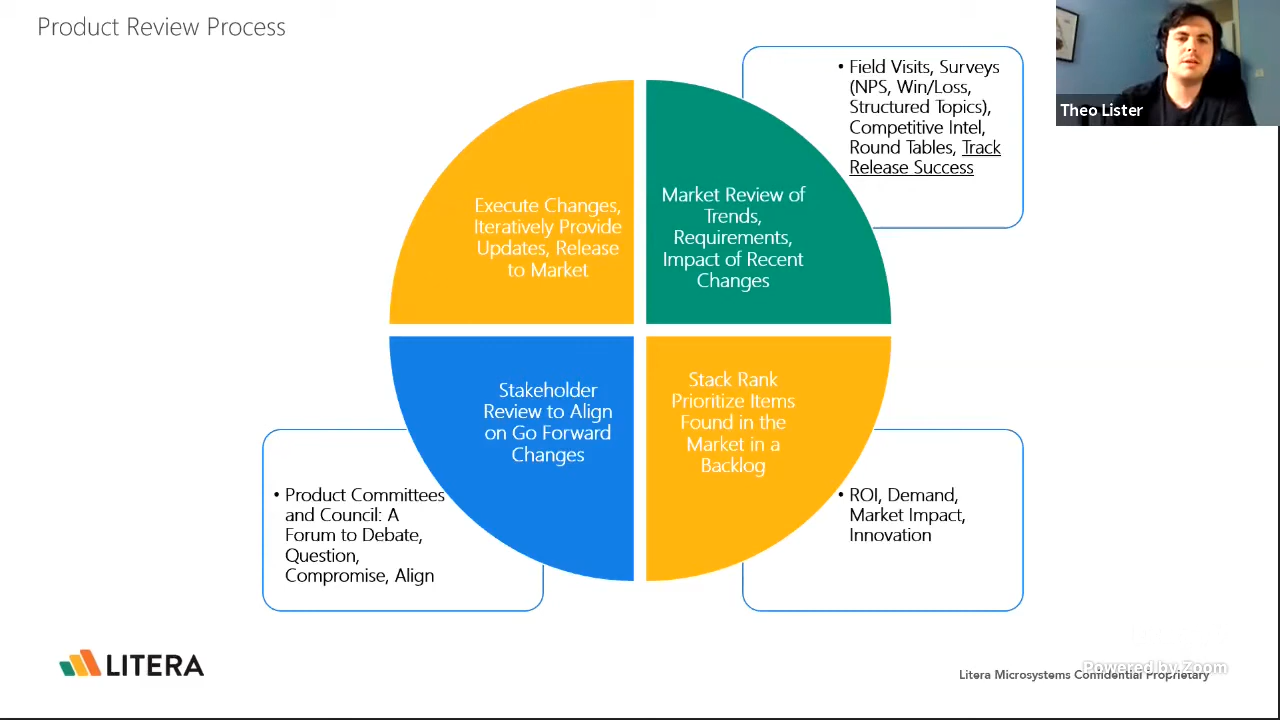 Product Review Process
• Field Visits, Surveys
(NPS, Win/Loss,
Structured Topics),
Competitive Intel,
Round Tables, Track
Release Success
Theo Lister
Execute Changes,
Iteratively Provide
Updates, Release
to Market
Market Review of
Trends,
Requirements,
Impact of Recent
Changes
Stakeholder
Review to Align
on Go Forward
Changes
Stack Rank
Prioritize Items
Found in the
Market in a
Backlog
• Product Committees
and Council: A
Forum to Debate,
Question,
Compromise, Align
• ROI, Demand,
Market Impact,
Innovation
LITERA
Powered by Zoom
Litera Microsystems Confidential Proprietary